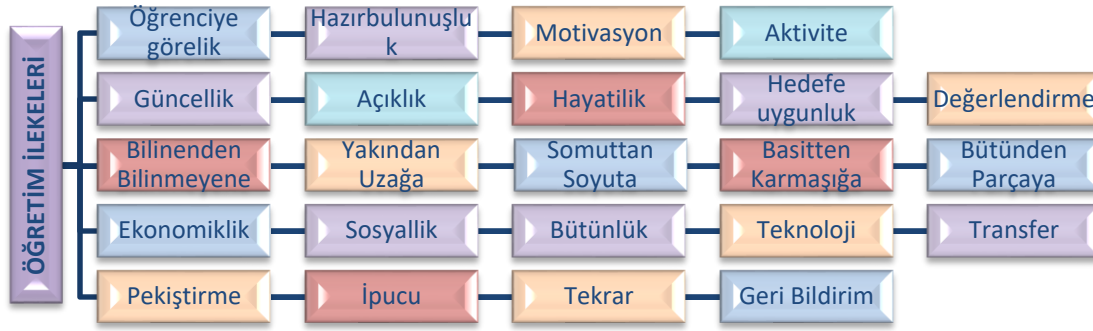 ÖĞRETİM İLEKELERİ
Öğrenciye
görelik
Hazırbulunuşlu
k
Motivasyon
Aktivite
Güncellik
Açıklık
Hayatilik
Hedefe
uygunluk
Değerlendirme
Bilinenden
Bilinmeyene
Yakından
Uzağa
Somuttan
Soyuta
Basitten
Karmaşığa
Bütünden
Parçaya
Ekonomiklik
Sosyallik
Bütünlük
Teknoloji
Transfer
Pekiştirme
İpucu
Tekrar
Geri Bildirim